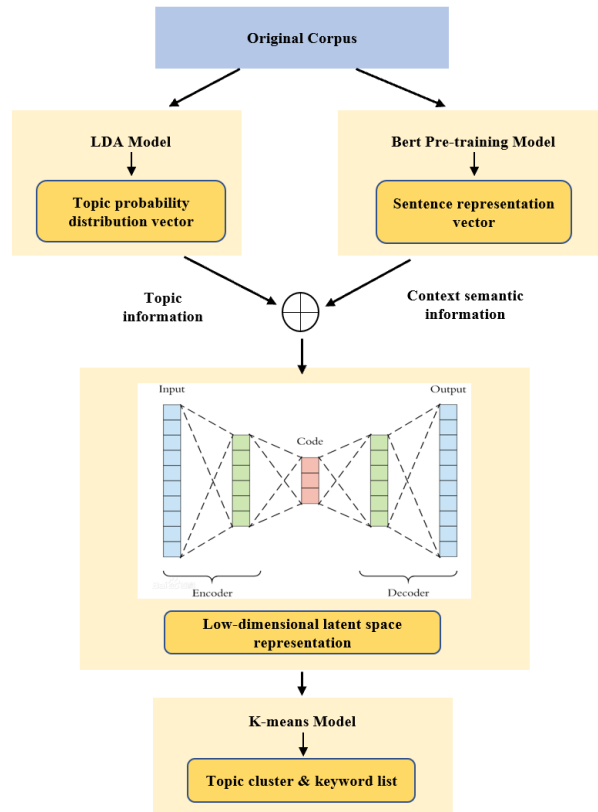 Original Corpus
LDA Model
Topic probability
distribution vector
Bert Pre-training Model
Sentence representation
vector
Topic
information
Context semantic
information
Input
Output
Code
Encoder
Decoder
Low-dimensional latent space
representation
K-means Model
Topic cluster & keyword list